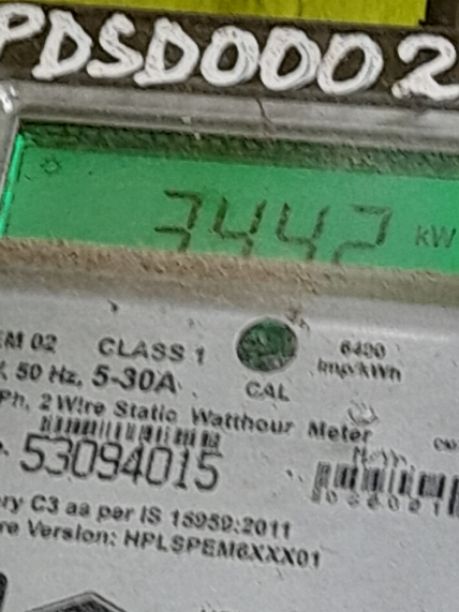 PDSD0002
3442 kW
EM 02 CLASS 1
6400
, 50 Hz, 5-30A
CAL
Imp/kWh
Ph, 2 Wire Static Watthour Meter
53094015
ry C3 as per IS 15959:2011
re Version: HPLSPEM6XXX01